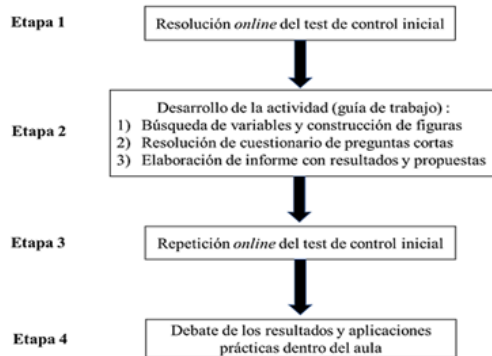 Etapa 1
Resolución online del test de control inicial
Etapa 2
Desarrollo de la actividad (guía de trabajo) :
1) Búsqueda de variables y construcción de figuras
2) Resolución de cuestionario de preguntas cortas
3) Elaboración de informe con resultados y propuestas
Etapa 3
Repetición online del test de control inicial
Etapa 4
Debate de los resultados y aplicaciones
prácticas dentro del aula